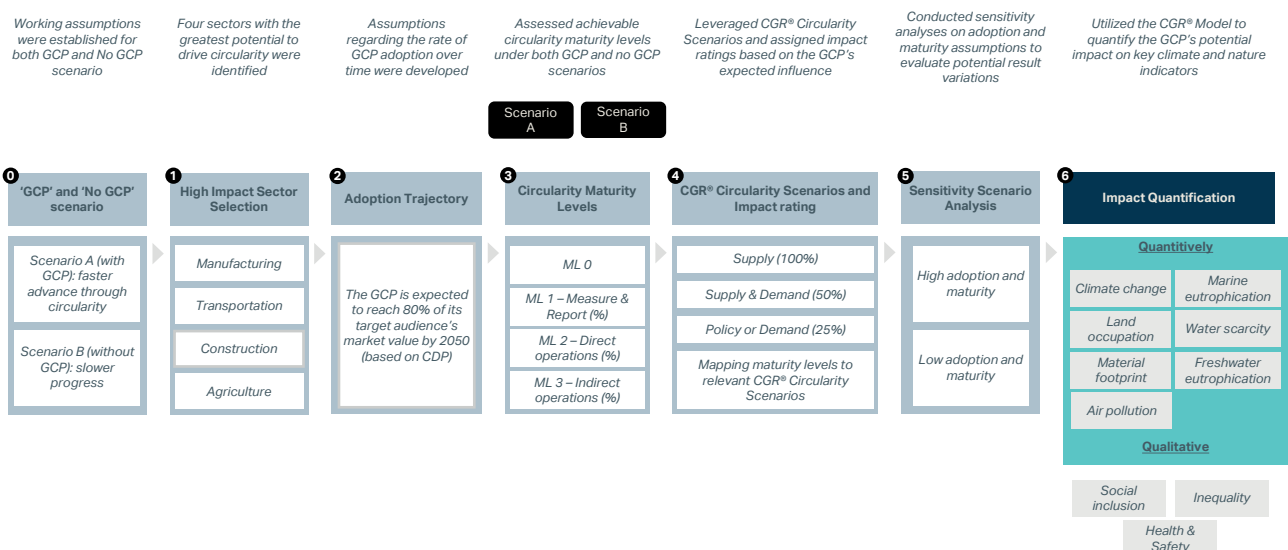 Working assumptions
were established for
both GCP and No GCP
scenario
Four sectors with the
greatest potential to
drive circularity were
identified
Assumptions
regarding the rate of
GCP adoption over
time were developed
Assessed achievable
circularity maturity levels
under both GCP and no GCP
scenarios
Leveraged CGR® Circularity
Scenarios and assigned impact
ratings based on the GCP's
expected influence
Conducted sensitivity
analyses on adoption and
maturity assumptions to
evaluate potential result
variations
Utilized the CGR® Model to
quantify the GCP's potential
impact on key climate and nature
indicators
Scenario
A
Scenario
B
0
'GCP' and 'No GCP'
scenario
Scenario A (with
GCP): faster
advance through
circularity
Scenario B (without
GCP): slower
progress
1
High Impact Sector
Selection
Manufacturing
Transportation
Construction
Agriculture
2
Adoption Trajectory
The GCP is expected
to reach 80% of its
target audience's
market value by 2050
(based on CDP)
3
Circularity Maturity
Levels
ML 0
ML 1 – Measure &
Report (%)
ML 2 – Direct
operations (%)
ML 3 – Indirect
operations (%)
4
CGR® Circularity Scenarios and
Impact rating
Supply (100%)
Supply & Demand (50%)
Policy or Demand (25%)
Mapping maturity levels to
relevant CGR® Circularity
Scenarios
5
Sensitivity Scenario
Analysis
High adoption and
maturity
Low adoption and
maturity
6
Impact Quantification
Quantitively
Climate change
Marine
eutrophication
Land
occupation
Water scarcity
Material
footprint
Freshwater
eutrophication
Air pollution
Qualitative
Social
inclusion
Inequality
Health &
Safety